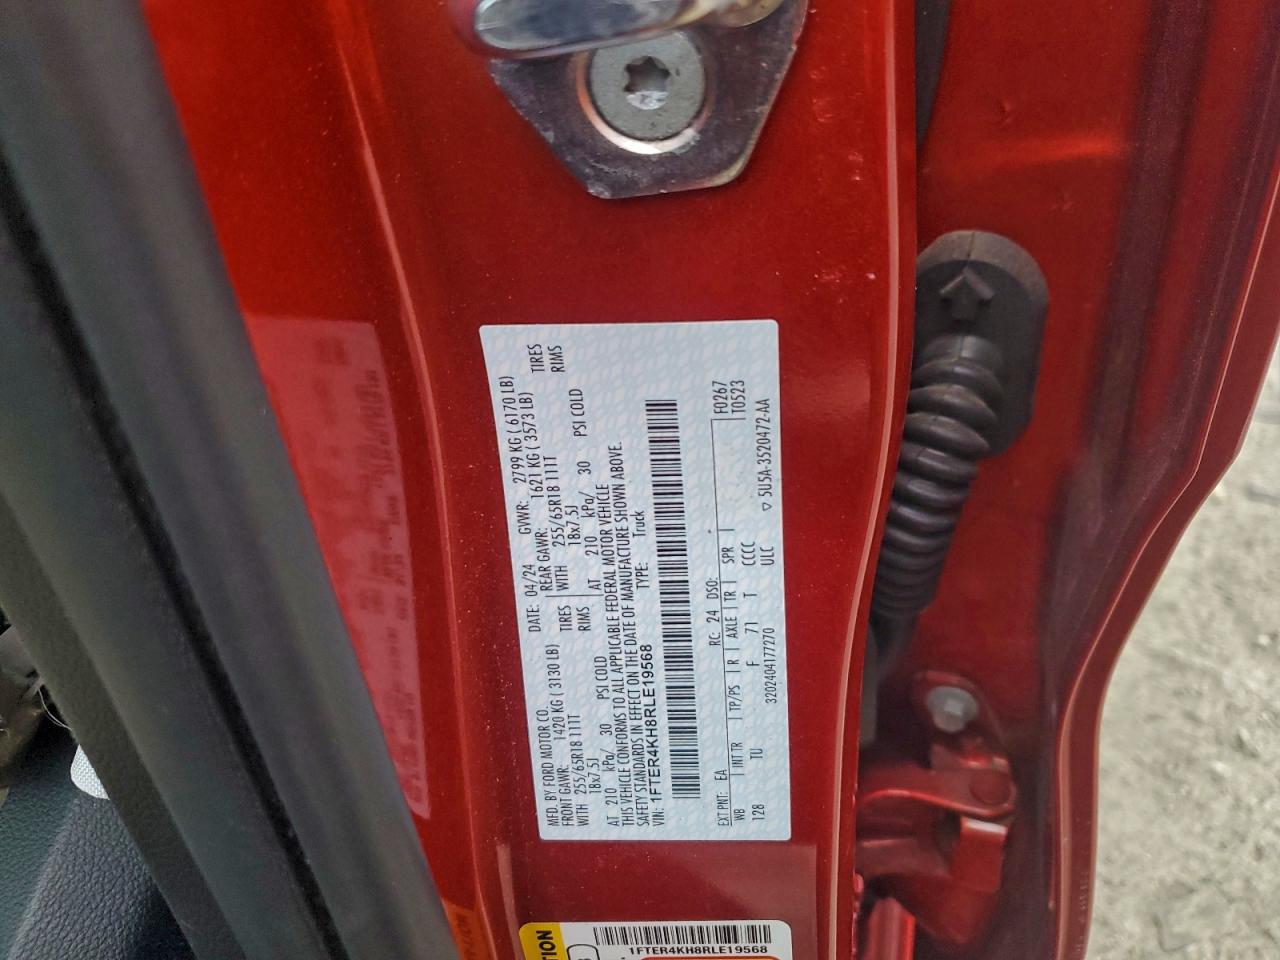 MFD. BY FORD MOTOR CO.
DATE: 04/24 GVWR: 2799 KG ( 6170 LB)
FRONT GAWR: 1420 KG ( 3130 LB) REAR GAWR: 1621 KG ( 3573 LB)
WITH 255/65R18 111T TIRES WITH 255/65R18 111T TIRES
18x7.5J RIMS 18x7.5J RIMS
AT 210 kPa/ 30 PSI COLD AT 210 kPa/ 30 PSI COLD
THIS VEHICLE CONFORMS TO ALL APPLICABLE FEDERAL MOTOR VEHICLE
SAFETY STANDARDS IN EFFECT ON THE DATE OF MANUFACTURE SHOWN ABOVE.
VIN: 1FTER4KH8RLE19568 TYPE: Truck
EXT PNT: EA RC: 24 DSO: F0267
WB INT TR TP/PS R AXLE TR SPR T0523
128 TU F 71 T CCCC
3202404177270 ULC ▽ 5U5A-3520472-AA
1FTER4KH8RLE19568